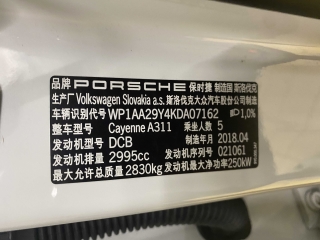 品牌 PORSCHE 保时捷 制造国 斯洛伐克
生产厂 Volkswagen Slovakia a.s. 斯洛伐克大众汽车股份公司制造
车辆识别代号 WP1AA29Y4KDA07162 1,0%
整车型号 Cayenne A311 乘坐人数 5
发动机型号 DCB 制造年月 2018.04
发动机排量 2995cc 发动机号 021061
最大允许总质量 2830kg 发动机最大净功率 250kW